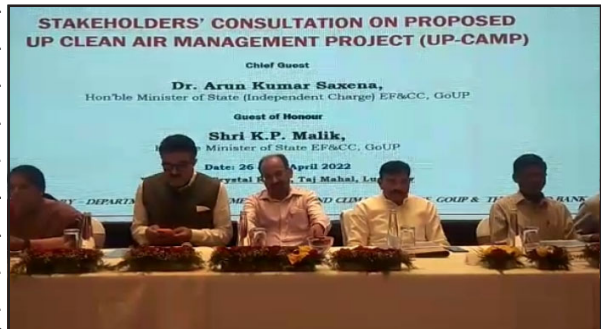 STAKEHOLDERS' CONSULTATION ON PROPOSED
UP CLEAN AIR MANAGEMENT PROJECT (UP-CAMP)
Chief Guest
Dr. Arun Kumar Saxena,
Hon'ble Minister of State (Independent Charge) EF&CC, GoUP
Guest of Honour
Shri K.P. Malik,
Minister of State EF&CC, GoUP
Date: 26 April 2022
Taj Mahal,
GOUP & BANK